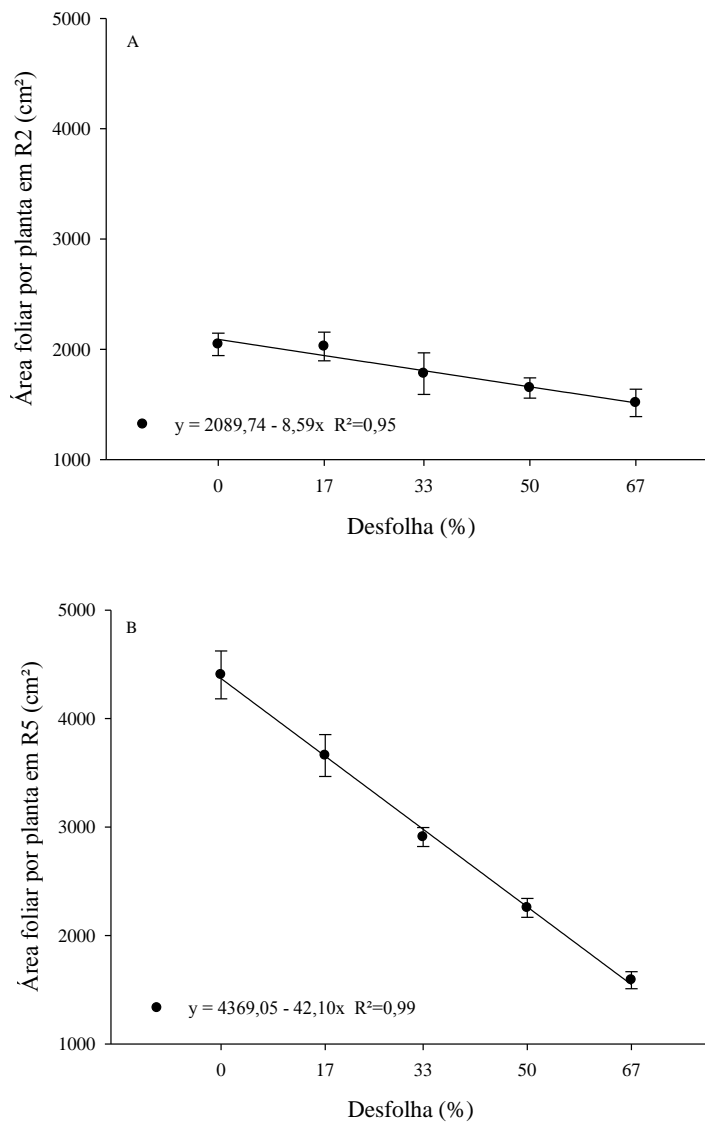 A
Área foliar por planta em R2 (cm²)
5000
4000
3000
2000
1000
y = 2089,74 - 8,59x R²=0,95
0 17 33 50 67
Desfolha (%)
B
Área foliar por planta em R5 (cm²)
5000
4000
3000
2000
1000
y = 4369,05 - 42,10x R²=0,99
0 17 33 50 67
Desfolha (%)